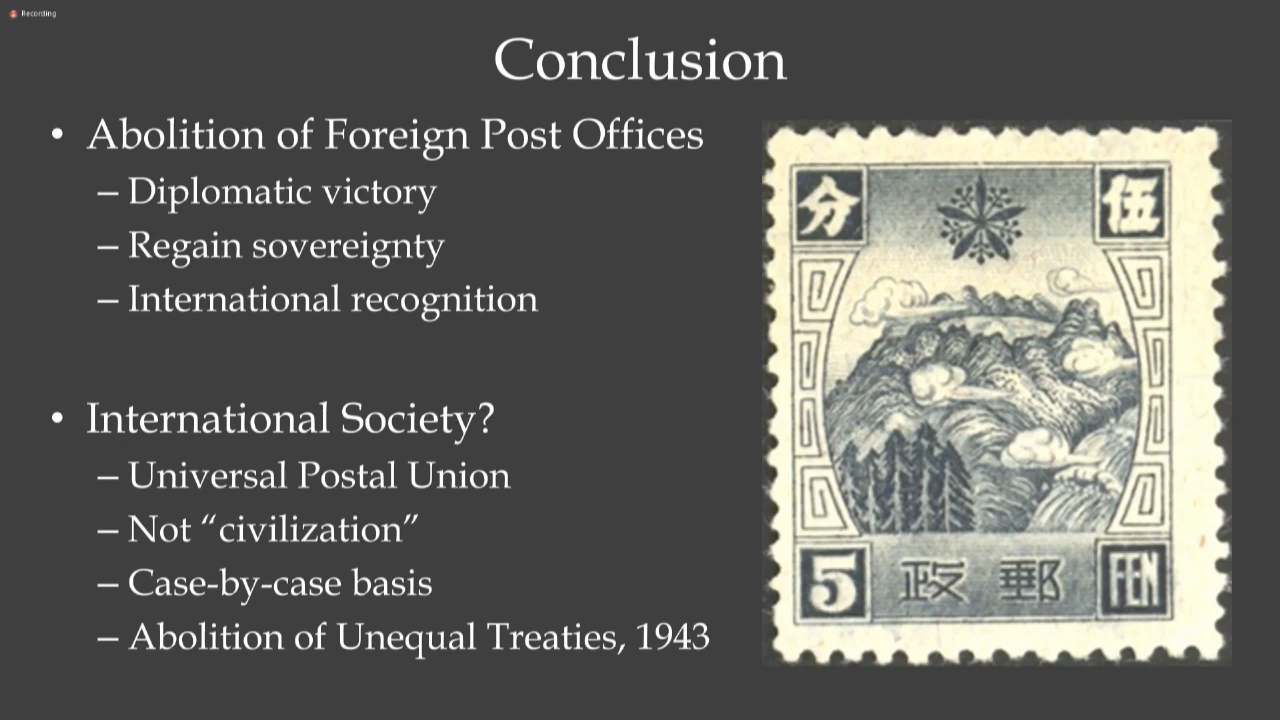 Recording
Conclusion
• Abolition of Foreign Post Offices
– Diplomatic victory
– Regain sovereignty
– International recognition
• International Society?
– Universal Postal Union
– Not “civilization”
– Case-by-case basis
– Abolition of Unequal Treaties, 1943
分 伍
5 政郵 FEN